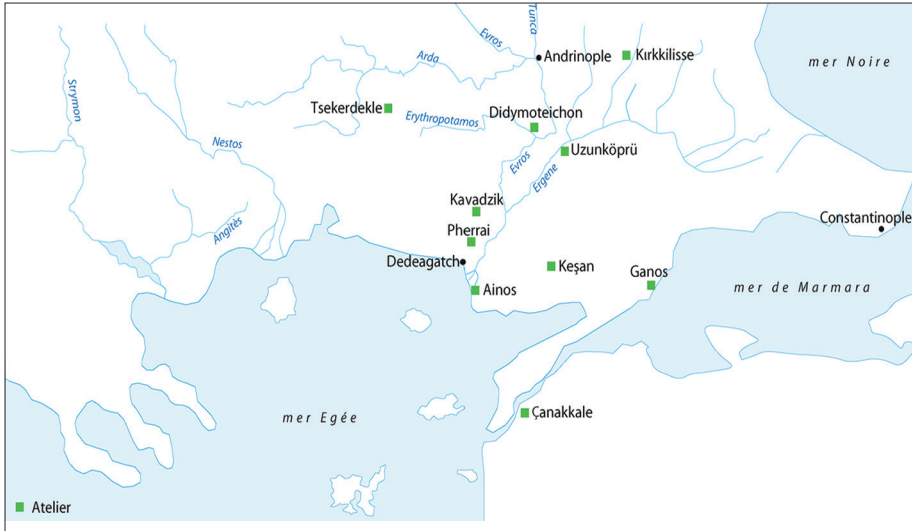 Tunca
Evros
Andrinople
Kırkkilisse
mer Noire
Arda
Strymon
Tsekerdekle
Erythropotamos
Didymoteichon
Nestos
Uzunköprü
Evros
Ergene
Kavadzik
Angitès
Pherrai
Constantinople
Dedeagatch
Keşan
Ganos
Ainos
mer de Marmara
mer Egée
Çanakkale
Atelier